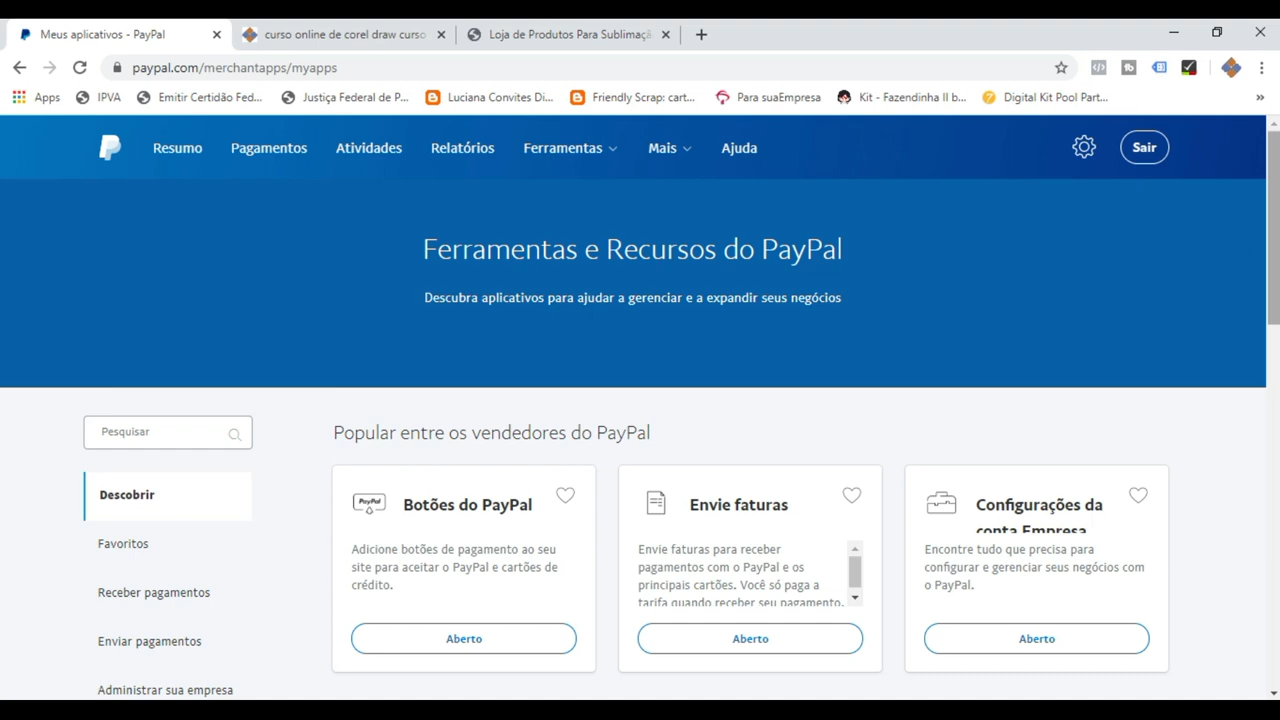 Meus aplicativos - PayPal
curso online de corel draw curso
Loja de Produtos Para Sublimaçã
paypal.com/merchantapps/myapps
Apps
IPVA
Emitir Certidão Fed...
Justiça Federal de P...
Luciana Convites Di...
Friendly Scrap: cart...
Para suaEmpresa
Kit - Fazendinha II b...
Digital Kit Pool Part...
Resumo
Pagamentos
Atividades
Relatórios
Ferramentas
Mais
Ajuda
Sair
Ferramentas e Recursos do PayPal
Descubra aplicativos para ajudar a gerenciar e a expandir seus negócios
Pesquisar
Descobrir
Favoritos
Receber pagamentos
Enviar pagamentos
Administrar sua empresa
Popular entre os vendedores do PayPal
PayPal
Botões do PayPal
Adicione botões de pagamento ao seu
site para aceitar o PayPal e cartões de
crédito.
Aberto
Envie faturas
Envie faturas para receber
pagamentos com o PayPal e os
principais cartões. Você só paga a
tarifa quando receber seu pagamento.
Aberto
Configurações da
conta Empresa
Encontre tudo que precisa para
configurar e gerenciar seus negócios com
o PayPal.
Aberto